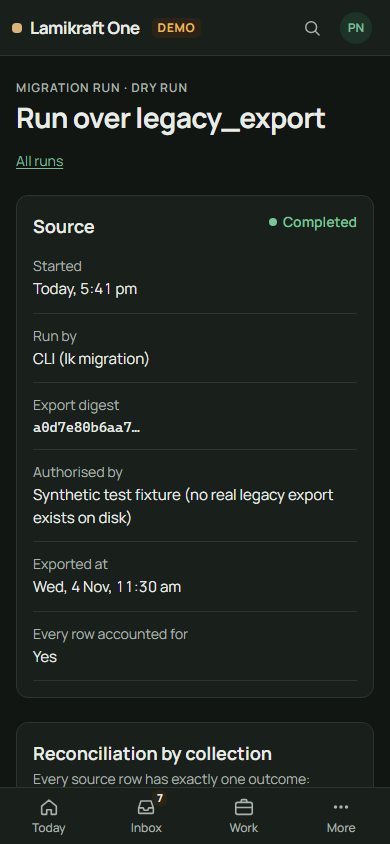 Lamikraft One DEMO PN
MIGRATION RUN · DRY RUN
Run over legacy_export
All runs
Source Completed
Started
Today, 5:41 pm
Run by
CLI (lk migration)
Export digest
a0d7e80b6aa7…
Authorised by
Synthetic test fixture (no real legacy export
exists on disk)
Exported at
Wed, 4 Nov, 11:30 am
Every row accounted for
Yes
Reconciliation by collection
Every source row has exactly one outcome:
7
Today Inbox Work More